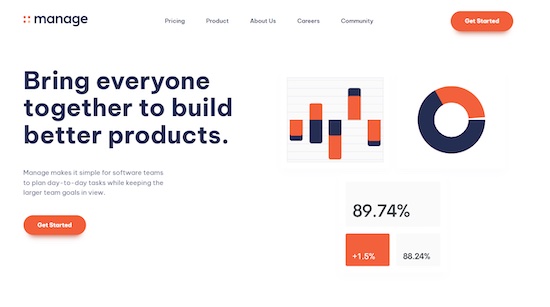 manage
Pricing
Product
About Us
Careers
Community
Get Started
Bring everyone
together to build
better products.
Manage makes it simple for software teams
to plan day-to-day tasks while keeping the
larger team goals in view.
Get Started
89.74%
+1.5%
88.24%